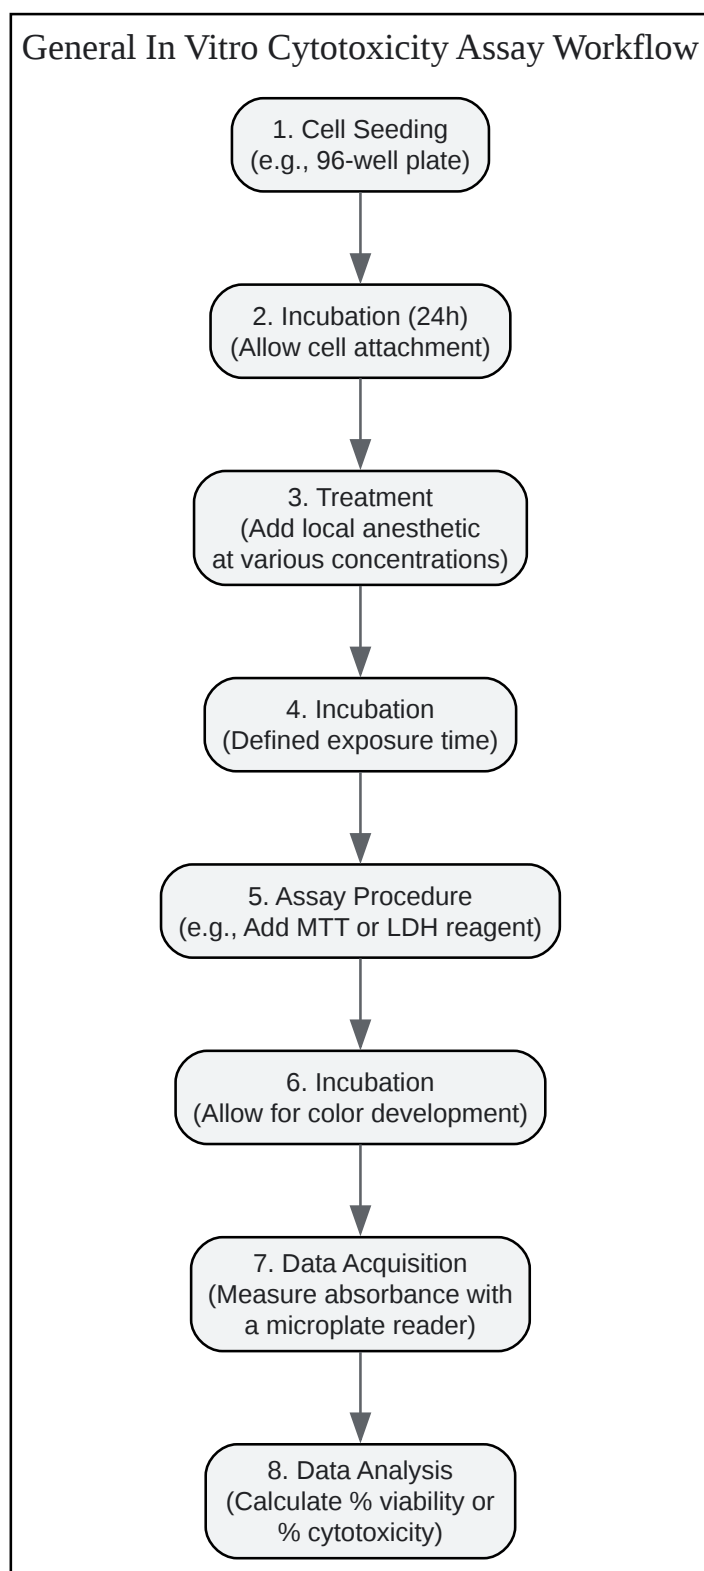 General In Vitro Cytotoxicity Assay Workflow
1. Cell Seeding
(e.g., 96-well plate)
2. Incubation (24h)
(Allow cell attachment)
3. Treatment
(Add local anesthetic
at various concentrations)
4. Incubation
(Defined exposure time)
5. Assay Procedure
(e.g., Add MTT or LDH reagent)
6. Incubation
(Allow for color development)
7. Data Acquisition
(Measure absorbance with
a microplate reader)
8. Data Analysis
(Calculate % viability or
% cytotoxicity)